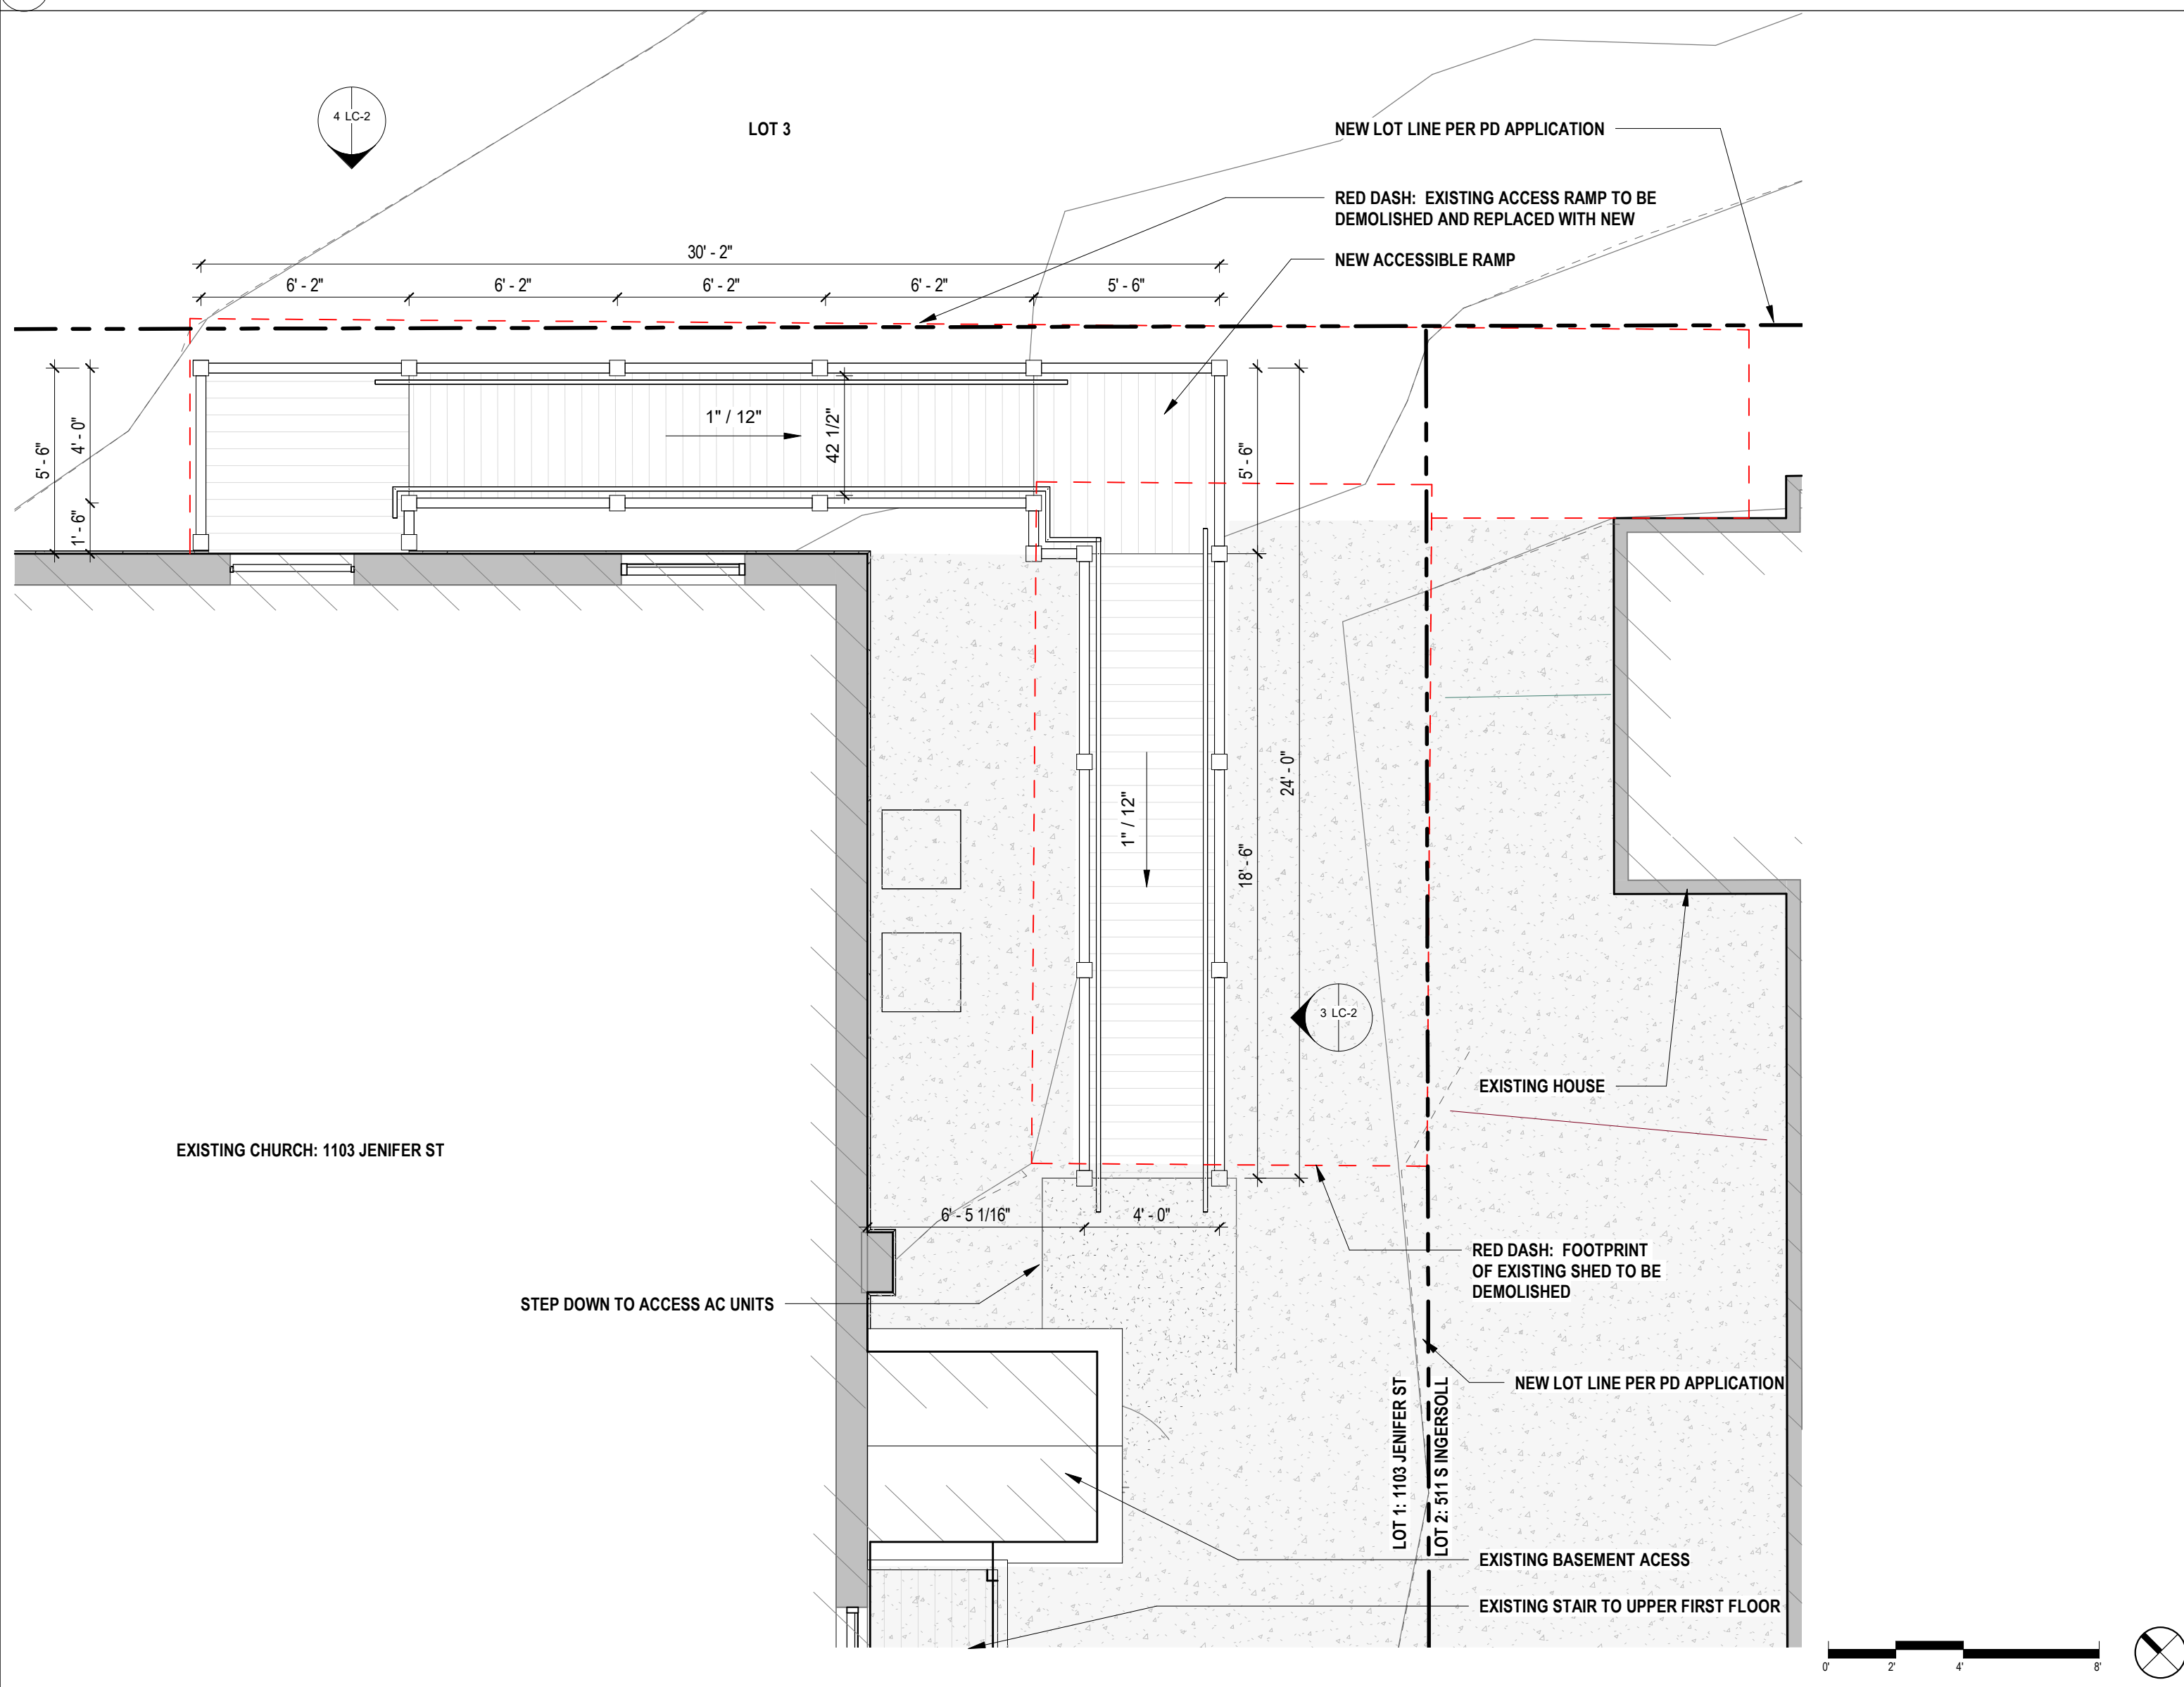 4 LC-2
LOT 3
NEW LOT LINE PER PD APPLICATION
RED DASH: EXISTING ACCESS RAMP TO BE
DEMOLISHED AND REPLACED WITH NEW
NEW ACCESSIBLE RAMP
30' - 2"
6' - 2"
6' - 2"
6' - 2"
6' - 2"
5' - 6"
5' - 6"
4' - 0"
1' - 6"
1" / 12"
42 1/2"
5' - 6"
24' - 0"
18' - 6"
1" / 12"
3 LC-2
EXISTING HOUSE
EXISTING CHURCH: 1103 JENIFER ST
6' - 5 1/16"
4' - 0"
RED DASH: FOOTPRINT
OF EXISTING SHED TO BE
DEMOLISHED
STEP DOWN TO ACCESS AC UNITS
NEW LOT LINE PER PD APPLICATION
LOT 1: 1103 JENIFER ST
LOT 2: 511 S INGERSOLL
EXISTING BASEMENT ACESS
EXISTING STAIR TO UPPER FIRST FLOOR
0'
2'
4'
8'